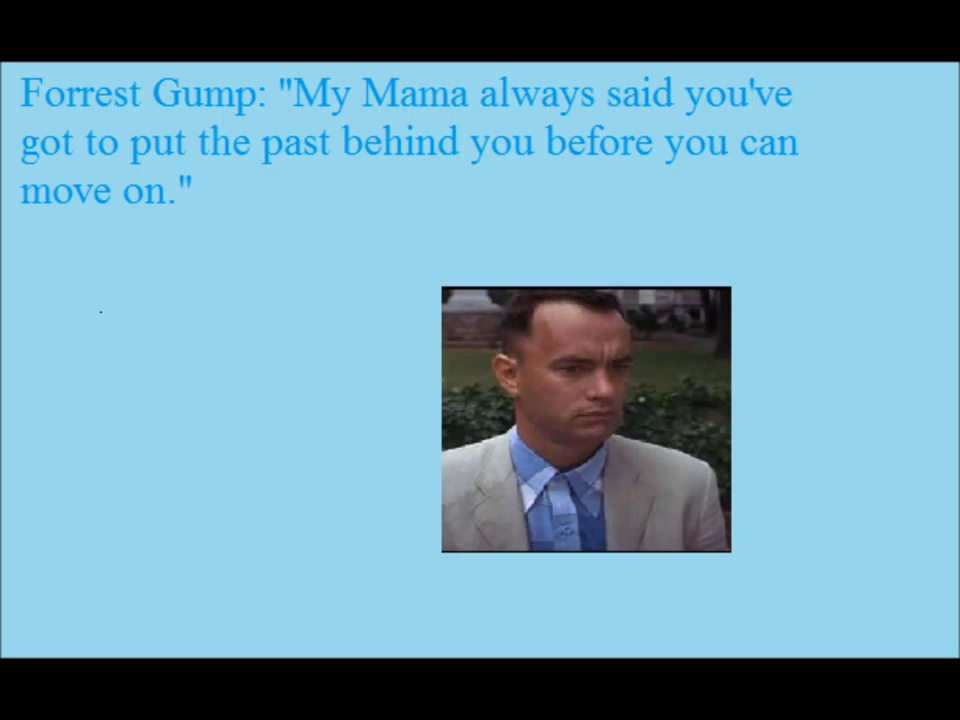 Forrest Gump: "My Mama always said you've
got to put the past behind you before you can
move on."